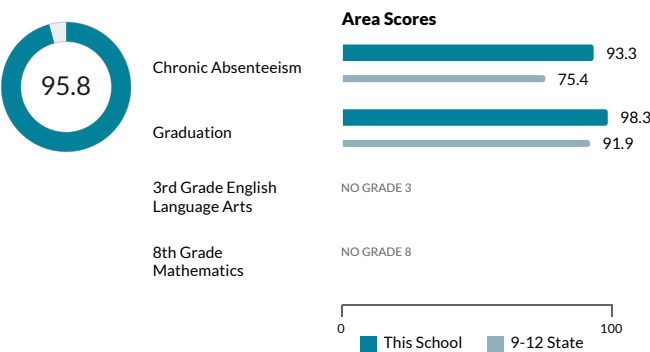 Area Scores
95.8
Chronic Absenteeism
93.3
75.4
Graduation
98.3
91.9
3rd Grade English
Language Arts
NO GRADE 3
8th Grade
Mathematics
NO GRADE 8
0
100
This School
9-12 State